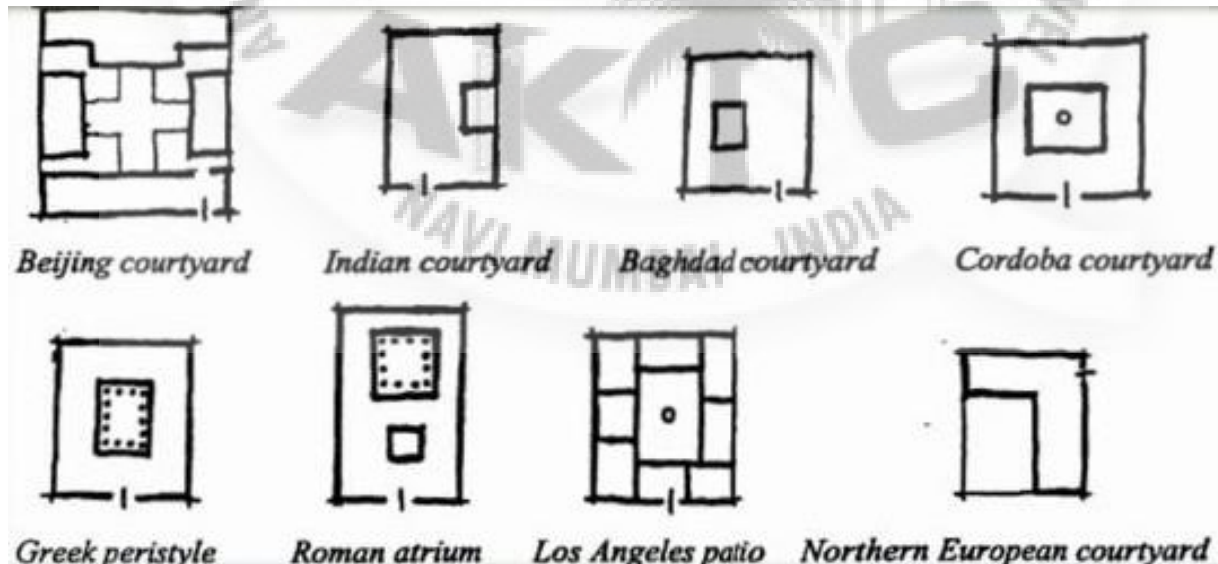 AKTC
NAVI MUMBAI INDIA
Beijing courtyard Indian courtyard Baghdad courtyard Cordoba courtyard
Greek peristyle Roman atrium Los Angeles patio Northern European courtyard